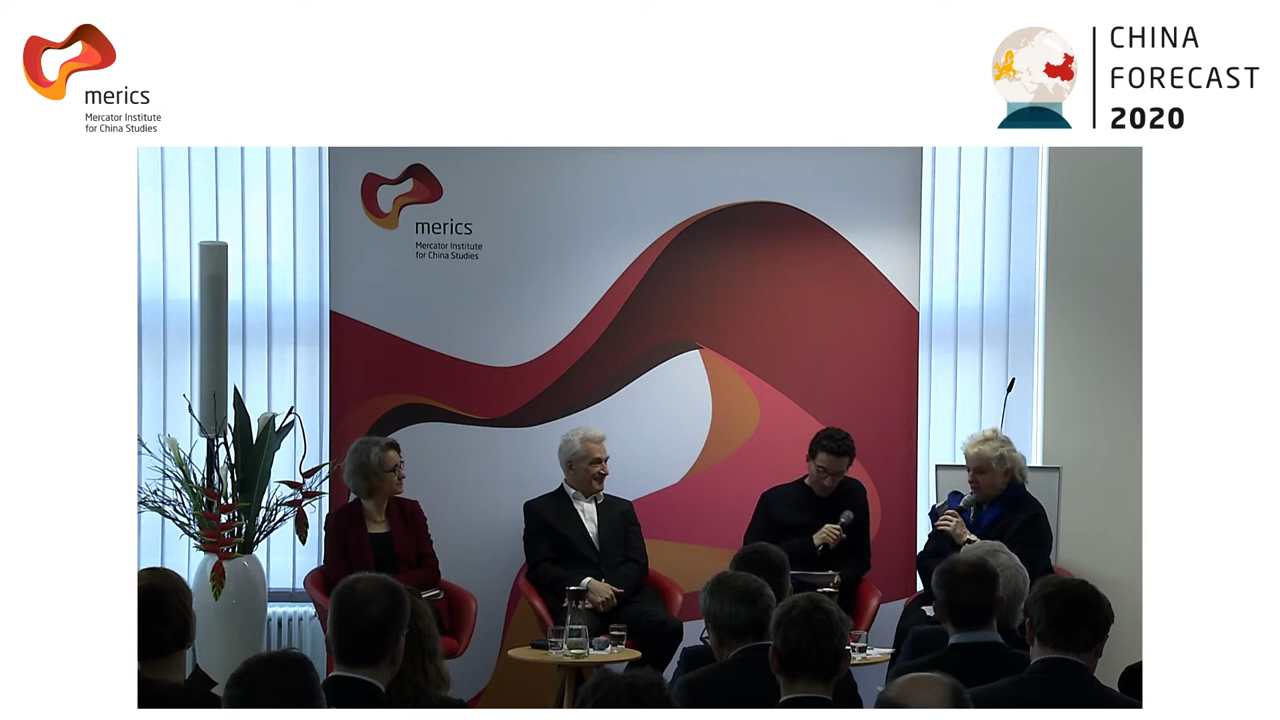 merics
Mercator Institute
for China Studies
CHINA
FORECAST
2020
merics
Mercator Institute
for China Studies